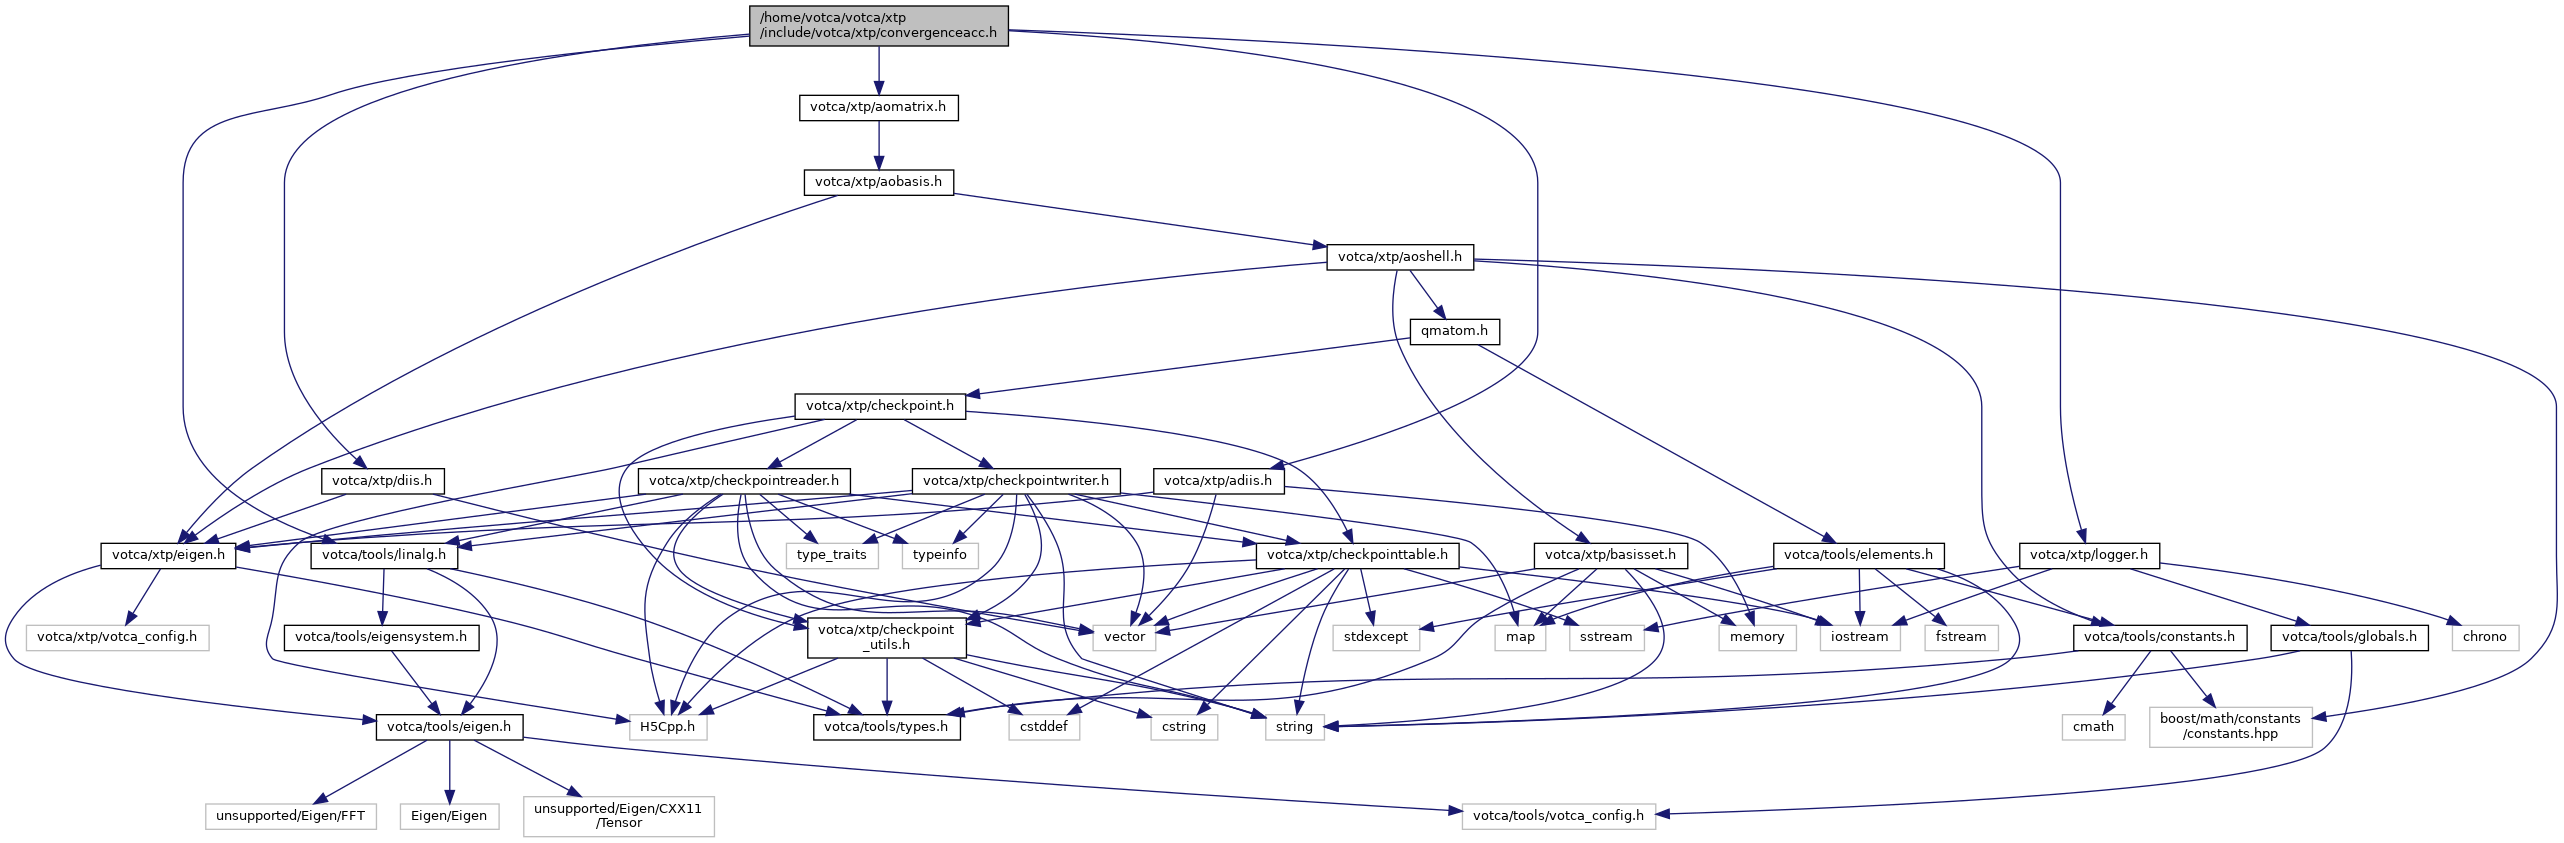 /home/votca/votca/xtp
/include/votca/xtp/convergenceacc.h
votca/xtp/aomatrix.h
votca/xtp/aobasis.h
votca/xtp/aoshell.h
qmatom.h
votca/xtp/checkpoint.h
votca/xtp/diis.h
votca/xtp/checkpointreader.h
votca/xtp/checkpointwriter.h
votca/xtp/adiis.h
votca/xtp/eigen.h
votca/tools/linalg.h
type_traits
typeinfo
votca/xtp/checkpointtable.h
votca/xtp/basisset.h
votca/tools/elements.h
votca/xtp/logger.h
votca/xtp/votca_config.h
votca/tools/eigensystem.h
votca/xtp/checkpoint
_utils.h
vector
stdexcept
map
sstream
memory
iostream
fstream
votca/tools/constants.h
votca/tools/globals.h
chrono
votca/tools/eigen.h
H5Cpp.h
votca/tools/types.h
cstddef
cstring
string
cmath
boost/math/constants
/constants.hpp
unsupported/Eigen/FFT
Eigen/Eigen
unsupported/Eigen/CXX11
/Tensor
votca/tools/votca_config.h